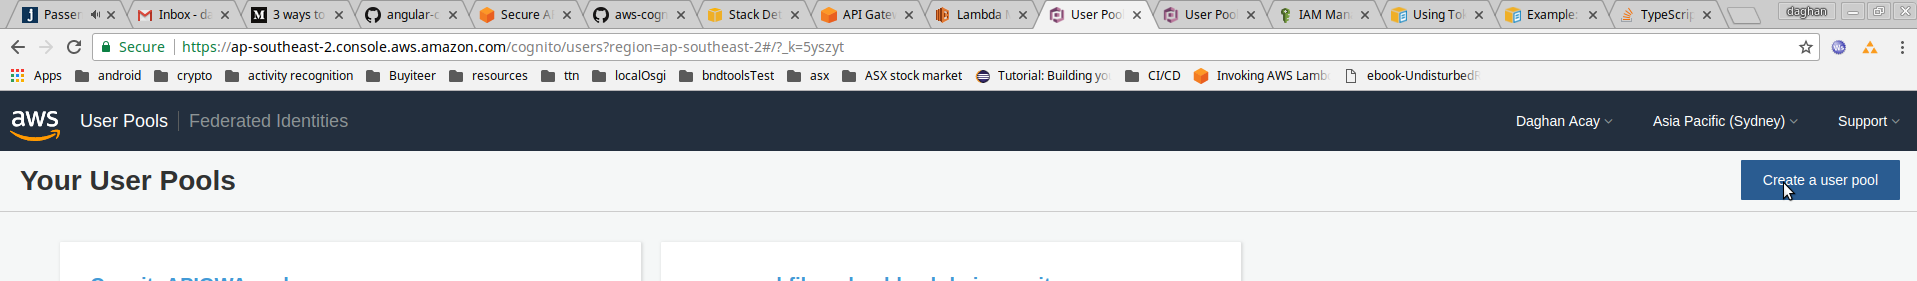 Passer Inbox - da 3 ways to angular-c Secure A aws-cogn Stack Det API Gate Lambda User Poo User Poo IAM Man Using To Example: TypeScrip daghan
Secure https://ap-southeast-2.console.aws.amazon.com/cognito/users?region=ap-southeast-2#/?_k=5yszyt
Apps android crypto activity recognition Buyiteer resources ttn localOsgi bndtoolsTest asx ASX stock market Tutorial: Building yo CI/CD Invoking AWS Lamb ebook-Undisturbed
aws User Pools Federated Identities Daghan Acay Asia Pacific (Sydney) Support
Your User Pools Create a user pool